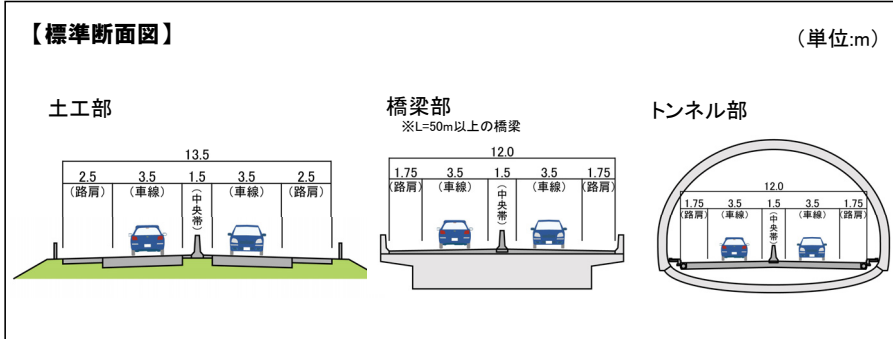 【標準断面図】
(単位:m)
土工部
13.5
2.5 3.5 1.5 3.5 2.5
(路肩) (車線) (中央帯) (車線) (路肩)
橋梁部
※L=50m以上の橋梁
12.0
1.75 3.5 1.5 3.5 1.75
(路肩) (車線) (中央帯) (車線) (路肩)
トンネル部
12.0
1.75 3.5 1.5 3.5 1.75
(路肩) (車線) (中央帯) (車線) (路肩)